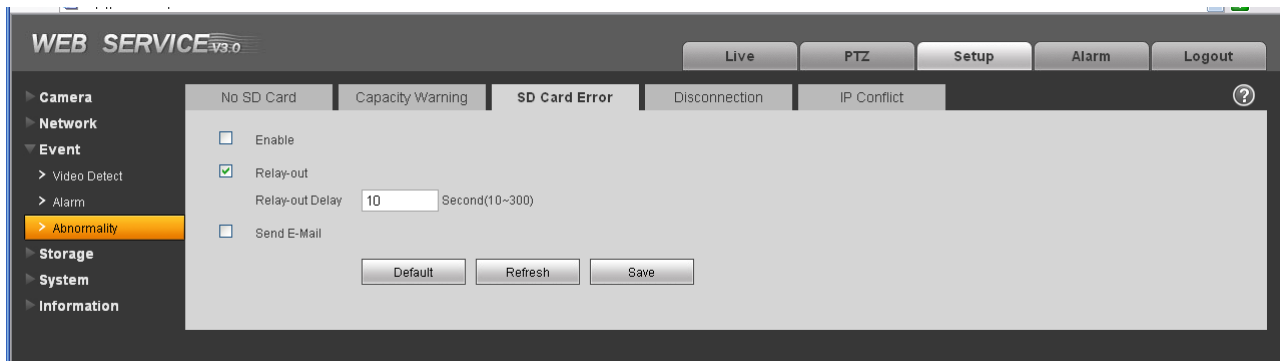 WEB SERVICE V3.0
Live PTZ Setup Alarm Logout
Camera
Network
Event
Video Detect
Alarm
Abnormality
Storage
System
Information
No SD Card Capacity Warning SD Card Error Disconnection IP Conflict ?
Enable
Relay-out
Relay-out Delay 10 Second(10~300)
Send E-Mail
Default Refresh Save